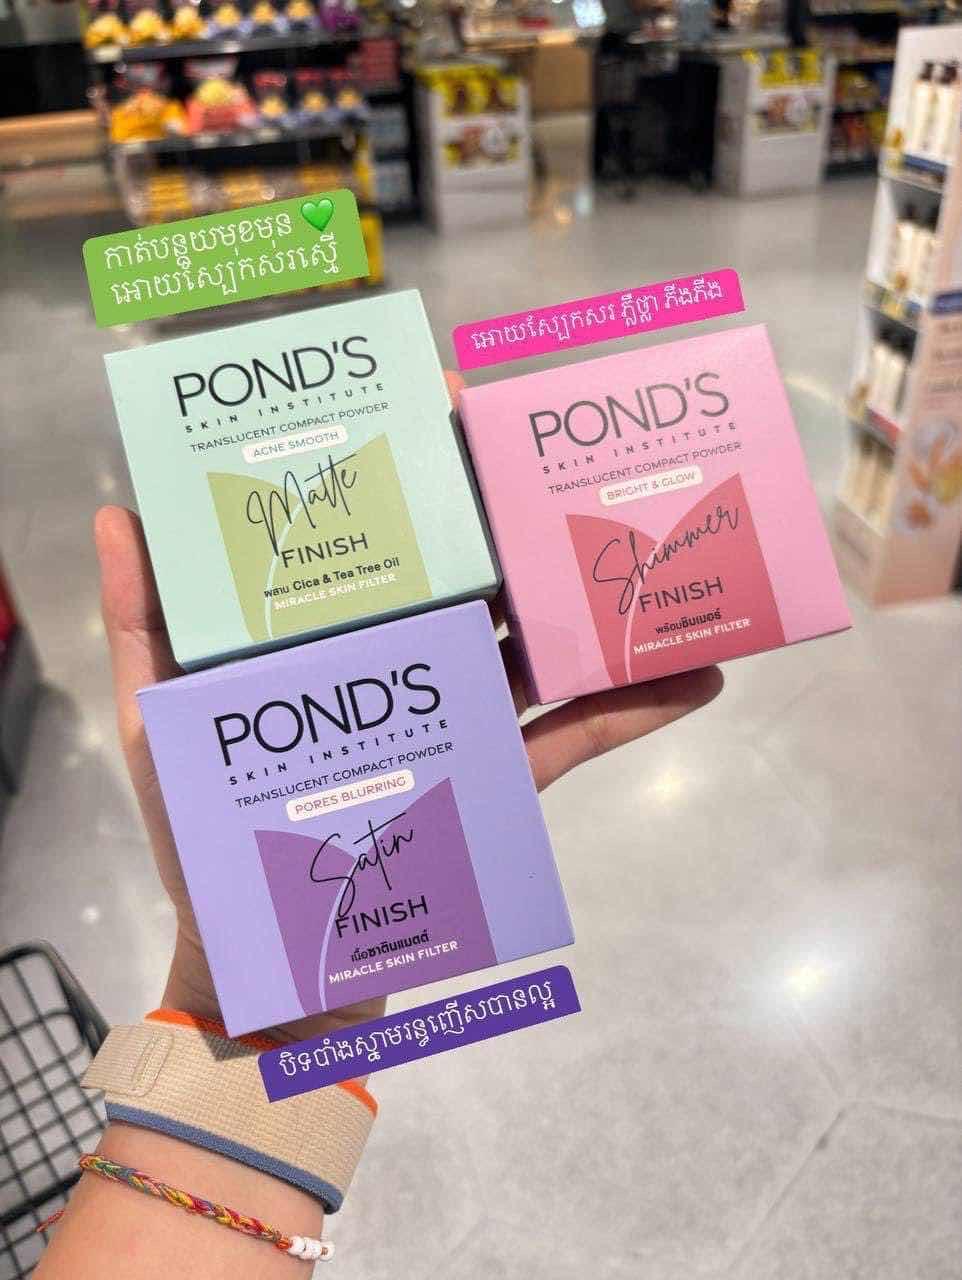 កាត់បន្ថយមុខមុន 💚
អោយស្បែកសរស្មើ
POND'S
SKIN INSTITUTE
TRANSLUCENT COMPACT POWDER
ACNE SMOOTH
Matte
FINISH
ผสาน Cica & Tea Tree Oil
MIRACLE SKIN FILTER
អោយស្បែកសរ ភ្លឺថ្លា ភីងភីង
POND'S
SKIN INSTITUTE
TRANSLUCENT COMPACT POWDER
BRIGHT & GLOW
Shimmer
FINISH
พร้อมชิมเมอร์
MIRACLE SKIN FILTER
POND'S
SKIN INSTITUTE
TRANSLUCENT COMPACT POWDER
PORES BLURRING
Satin
FINISH
เนื้อซาตินแมตต์
MIRACLE SKIN FILTER
បិទបាំងស្នាមរន្ធញើសបានល្អ